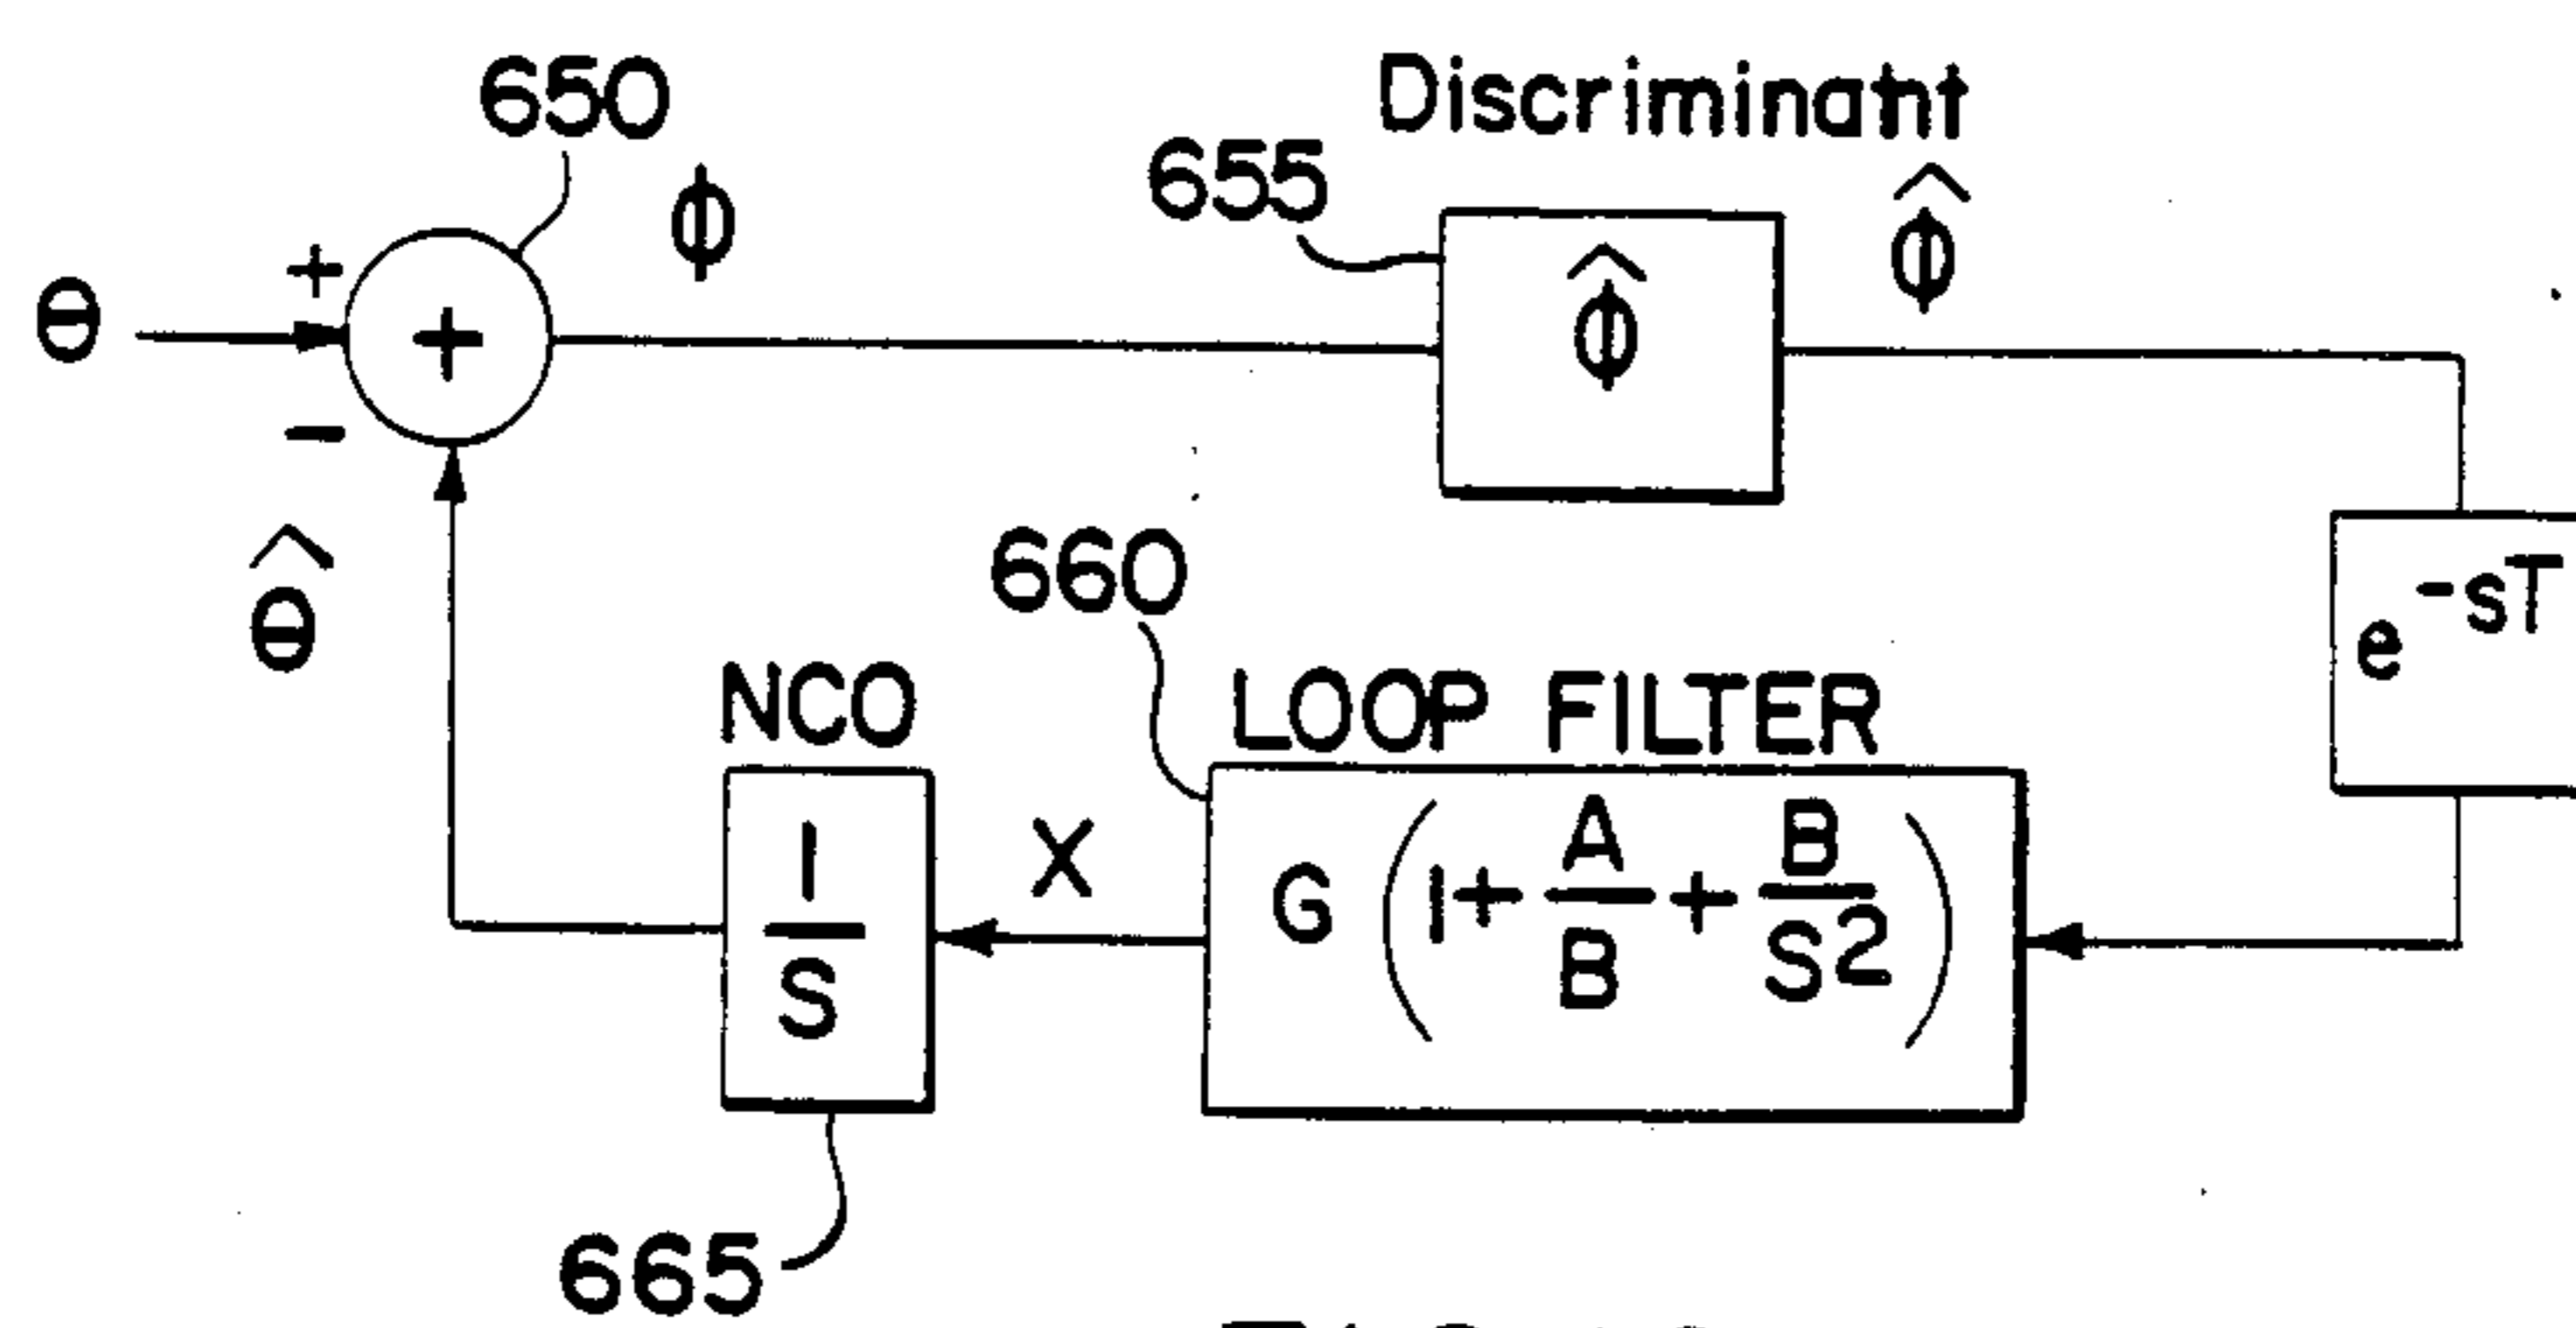 650
Discriminant
655
ϕ
ϕ̂
+
θ
+
ϕ̂
−
e^{-sT}
660
θ̂
NCO
LOOP FILTER
1/S
X
G (1+ A/B + B/S²)
665